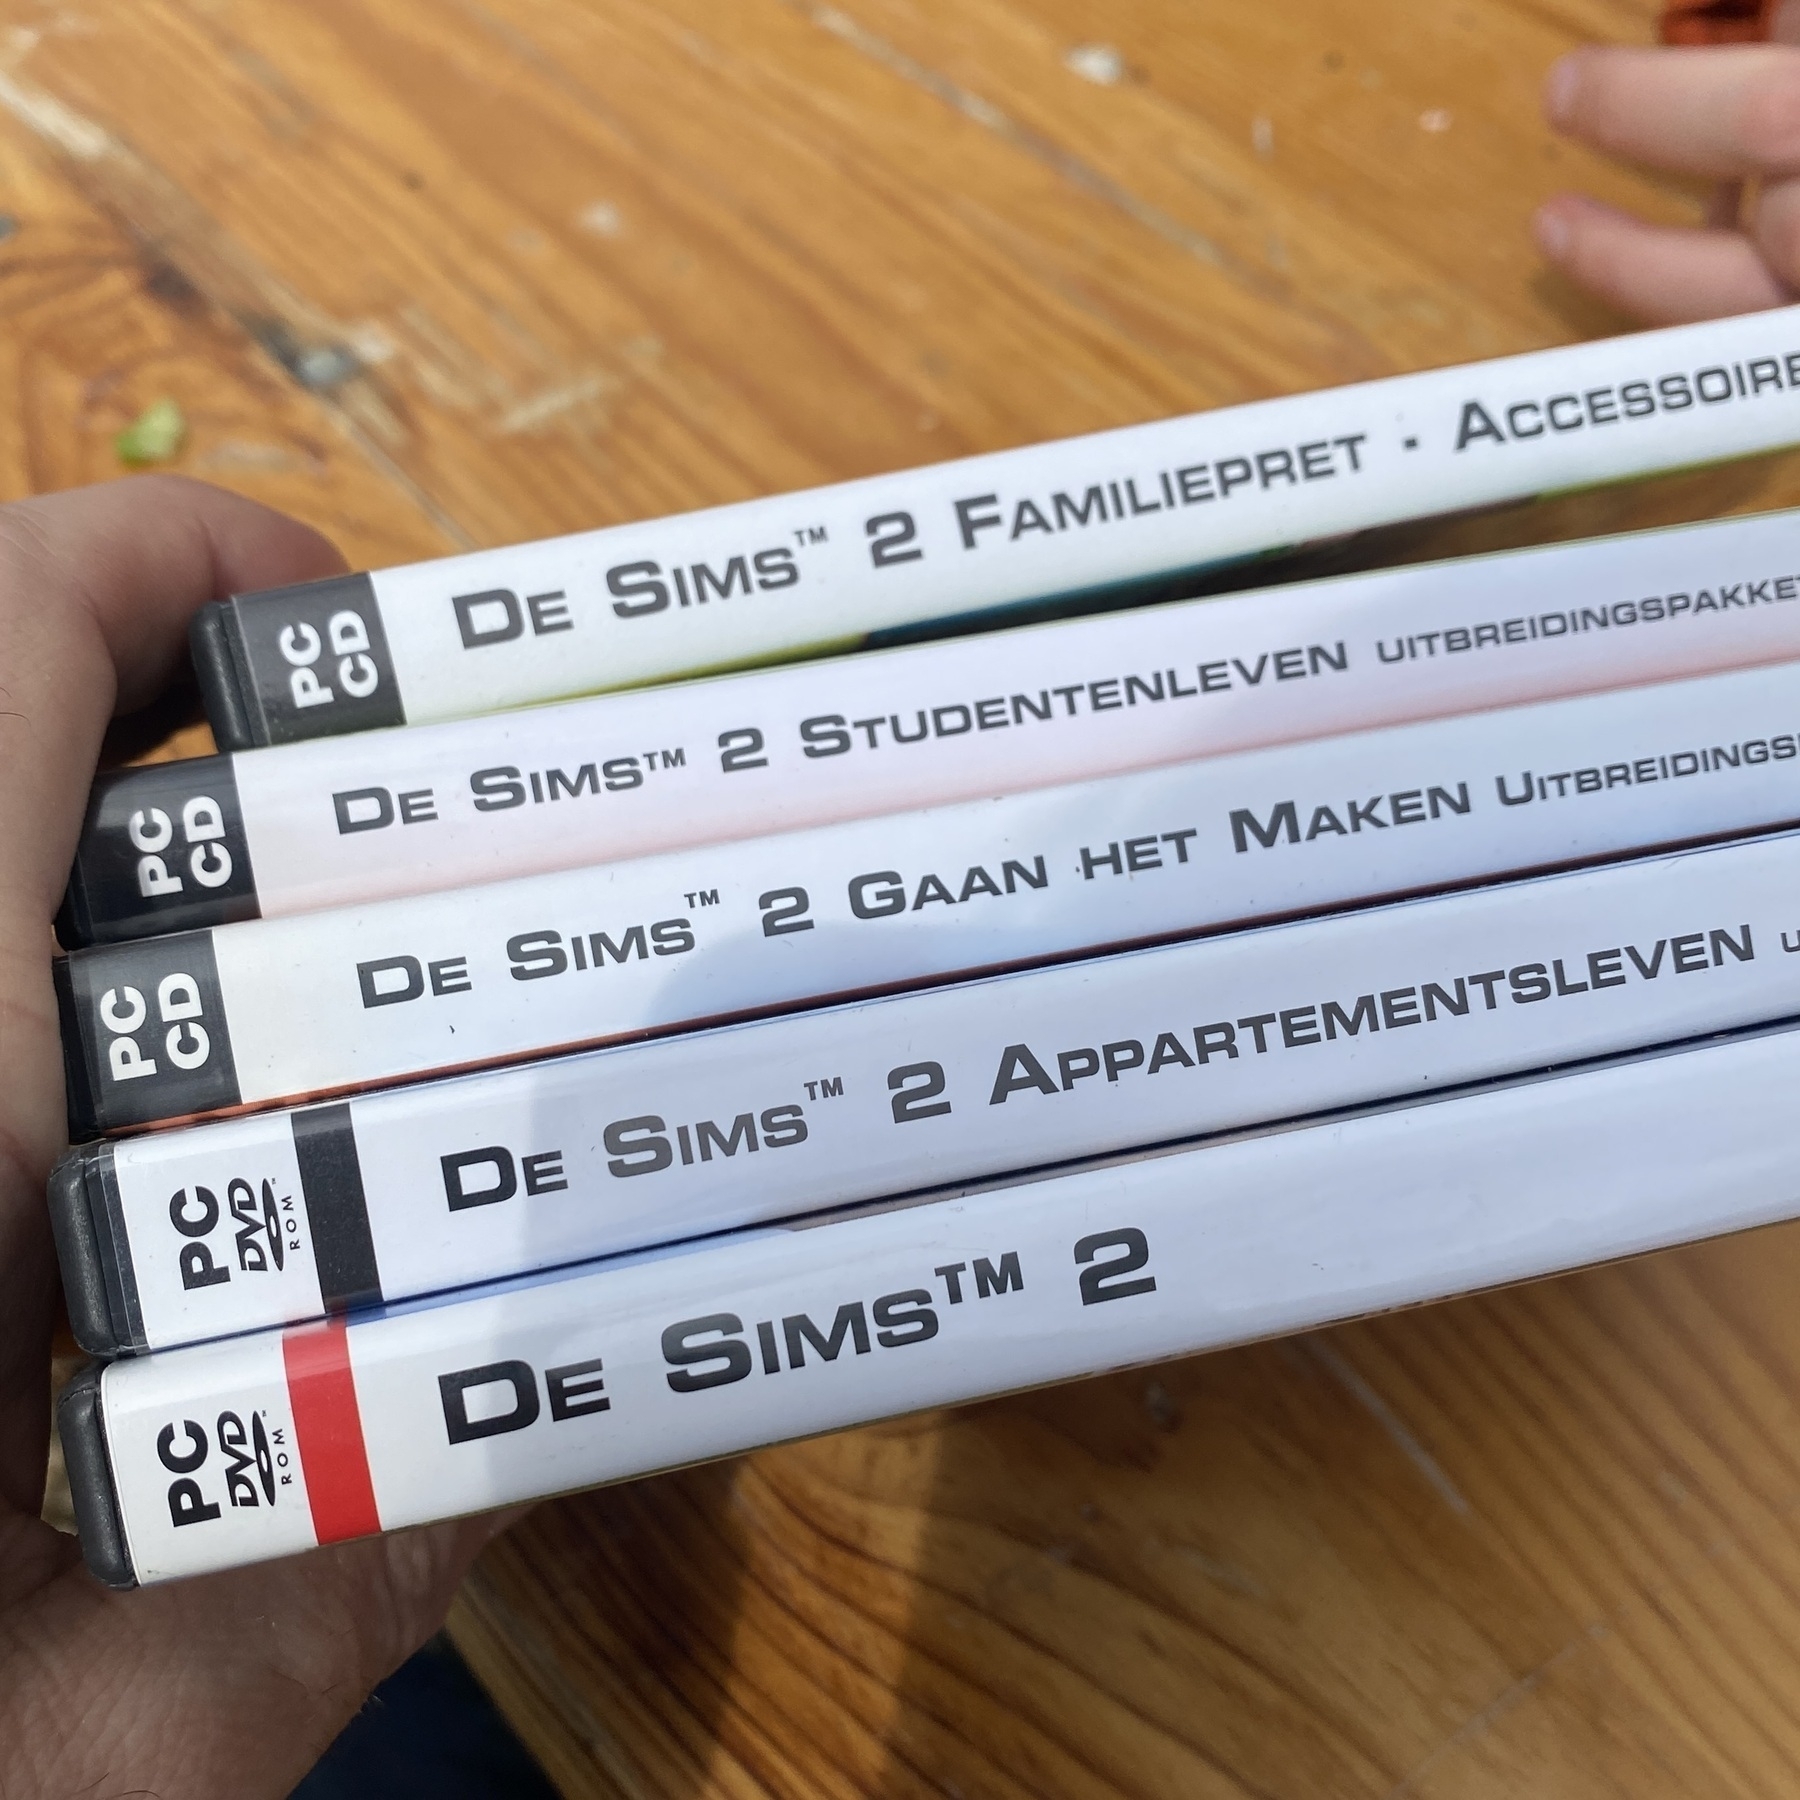 PC CD DE SIMS™ 2 FAMILIEPRET · ACCESSOIRE
PC CD DE SIMS™ 2 STUDENTENLEVEN UITBREIDINGSPAKKET
PC CD DE SIMS™ 2 GAAN HET MAKEN UITBREIDINGS
PC DVD ROM DE SIMS™ 2 APPARTEMENTSLEVEN
PC DVD ROM DE SIMS™ 2